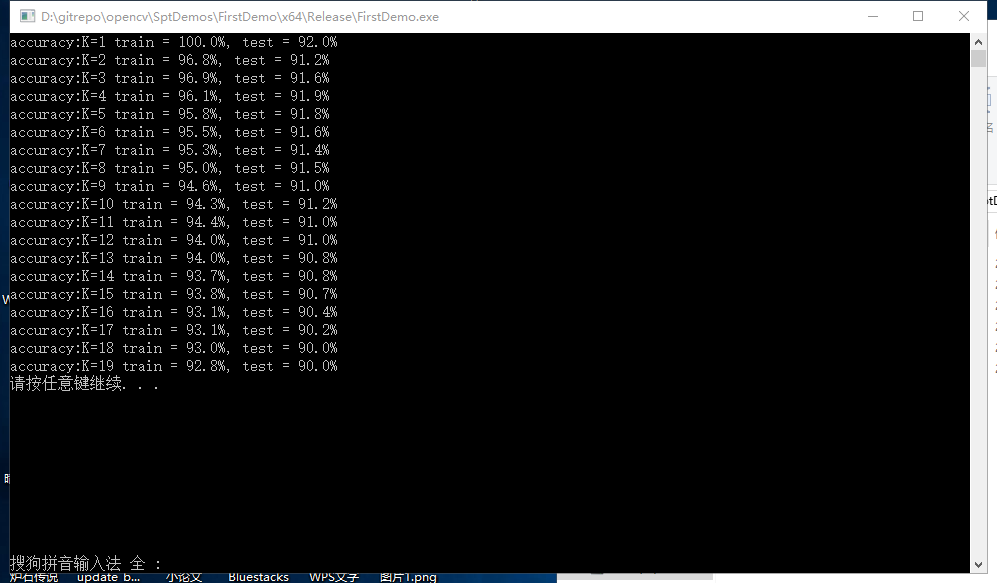 D:\gitrepo\opencv\SptDemos\FirstDemo\x64\Release\FirstDemo.exe
accuracy:K=1 train = 100.0%, test = 92.0%
accuracy:K=2 train = 96.8%, test = 91.2%
accuracy:K=3 train = 96.9%, test = 91.6%
accuracy:K=4 train = 96.1%, test = 91.9%
accuracy:K=5 train = 95.8%, test = 91.8%
accuracy:K=6 train = 95.5%, test = 91.6%
accuracy:K=7 train = 95.3%, test = 91.4%
accuracy:K=8 train = 95.0%, test = 91.5%
accuracy:K=9 train = 94.6%, test = 91.0%
accuracy:K=10 train = 94.3%, test = 91.2%
accuracy:K=11 train = 94.4%, test = 91.0%
accuracy:K=12 train = 94.0%, test = 91.0%
accuracy:K=13 train = 94.0%, test = 90.8%
accuracy:K=14 train = 93.7%, test = 90.8%
accuracy:K=15 train = 93.8%, test = 90.7%
accuracy:K=16 train = 93.1%, test = 90.4%
accuracy:K=17 train = 93.1%, test = 90.2%
accuracy:K=18 train = 93.0%, test = 90.0%
accuracy:K=19 train = 92.8%, test = 90.0%
请按任意键继续. . .
搜狗拼音输入法 全 :
炉石传说 update_b... 小论文 Bluestacks WPS文字 图片1.png